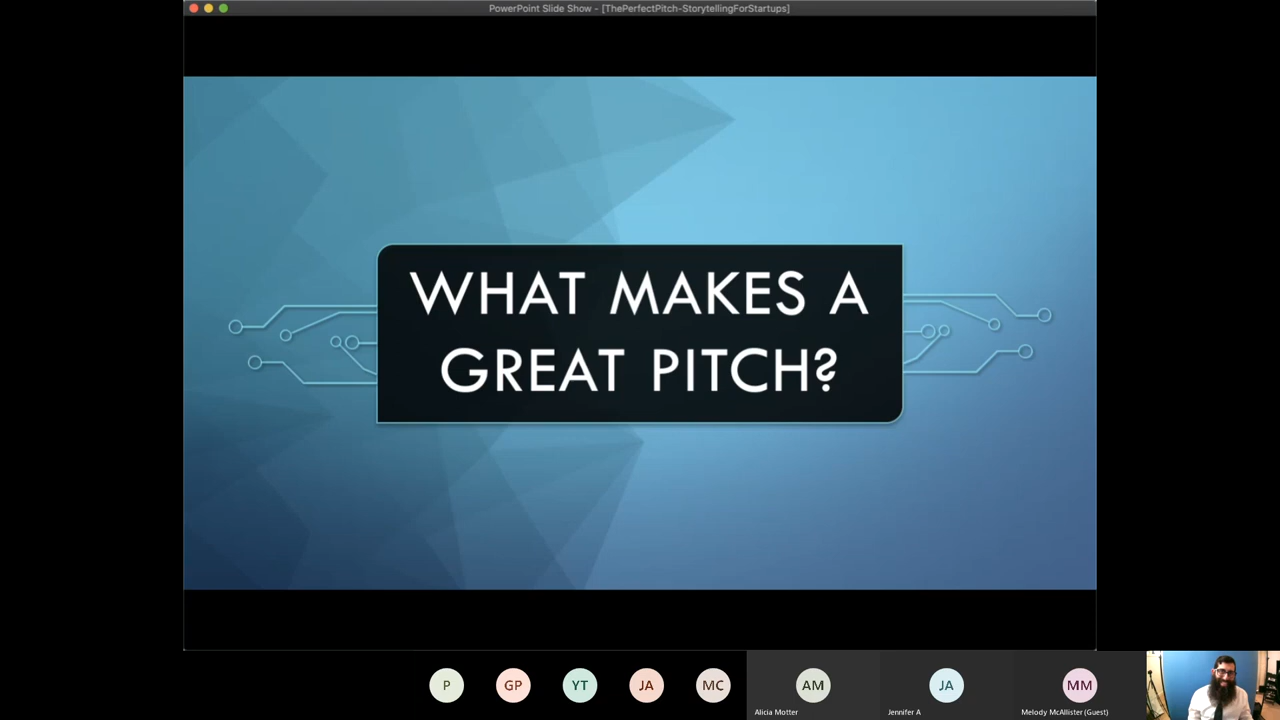 PowerPoint Slide Show - [ThePerfectPitch-StorytellingForStartups]
WHAT MAKES A
GREAT PITCH?
P
GP
YT
JA
MC
AM
JA
MM
Alicia Motter
Jennifer A
Melody McAllister (Guest)